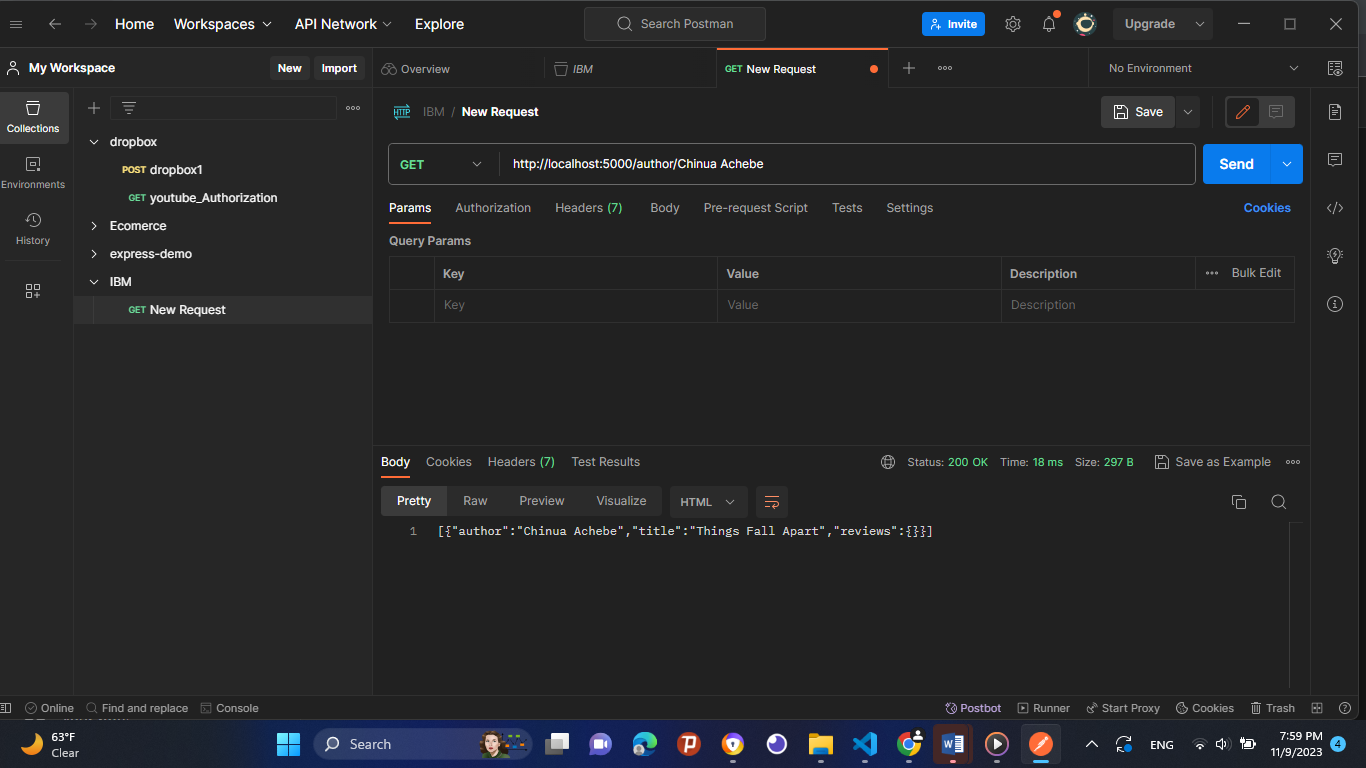 Home Workspaces API Network Explore Search Postman Invite Upgrade
My Workspace New Import Overview IBM GET New Request No Environment
Collections
Environments
History
dropbox
POST dropbox1
GET youtube_Authorization
Ecomerce
express-demo
IBM
GET New Request
HTTP IBM / New Request Save
GET http://localhost:5000/author/Chinua Achebe Send
Params Authorization Headers (7) Body Pre-request Script Tests Settings Cookies
Query Params
Key Value Description Bulk Edit
Key Value Description
Body Cookies Headers (7) Test Results Status: 200 OK Time: 18 ms Size: 297 B Save as Example
Pretty Raw Preview Visualize HTML
1 [{"author":"Chinua Achebe","title":"Things Fall Apart","reviews":{}}]
Online Find and replace Console Postbot Runner Start Proxy Cookies Trash
63°F
Clear
Search
ENG
7:59 PM
11/9/2023
4